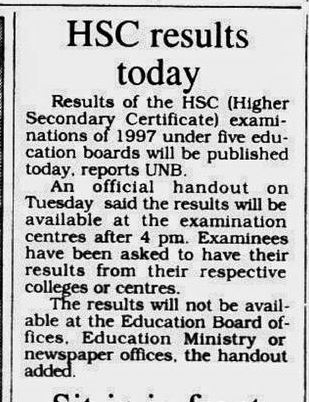 HSC results
today
Results of the HSC (Higher
Secondary Certificate) exami-
nations of 1997 under five edu-
cation boards will be published
today, reports UNB.
An official handout on
Tuesday said the results will be
available at the examination
centres after 4 pm. Examinees
have been asked to have their
results from their respective
colleges or centres.
The results will not be avail-
able at the Education Board of-
fices, Education Ministry or
newspaper offices, the handout
added.